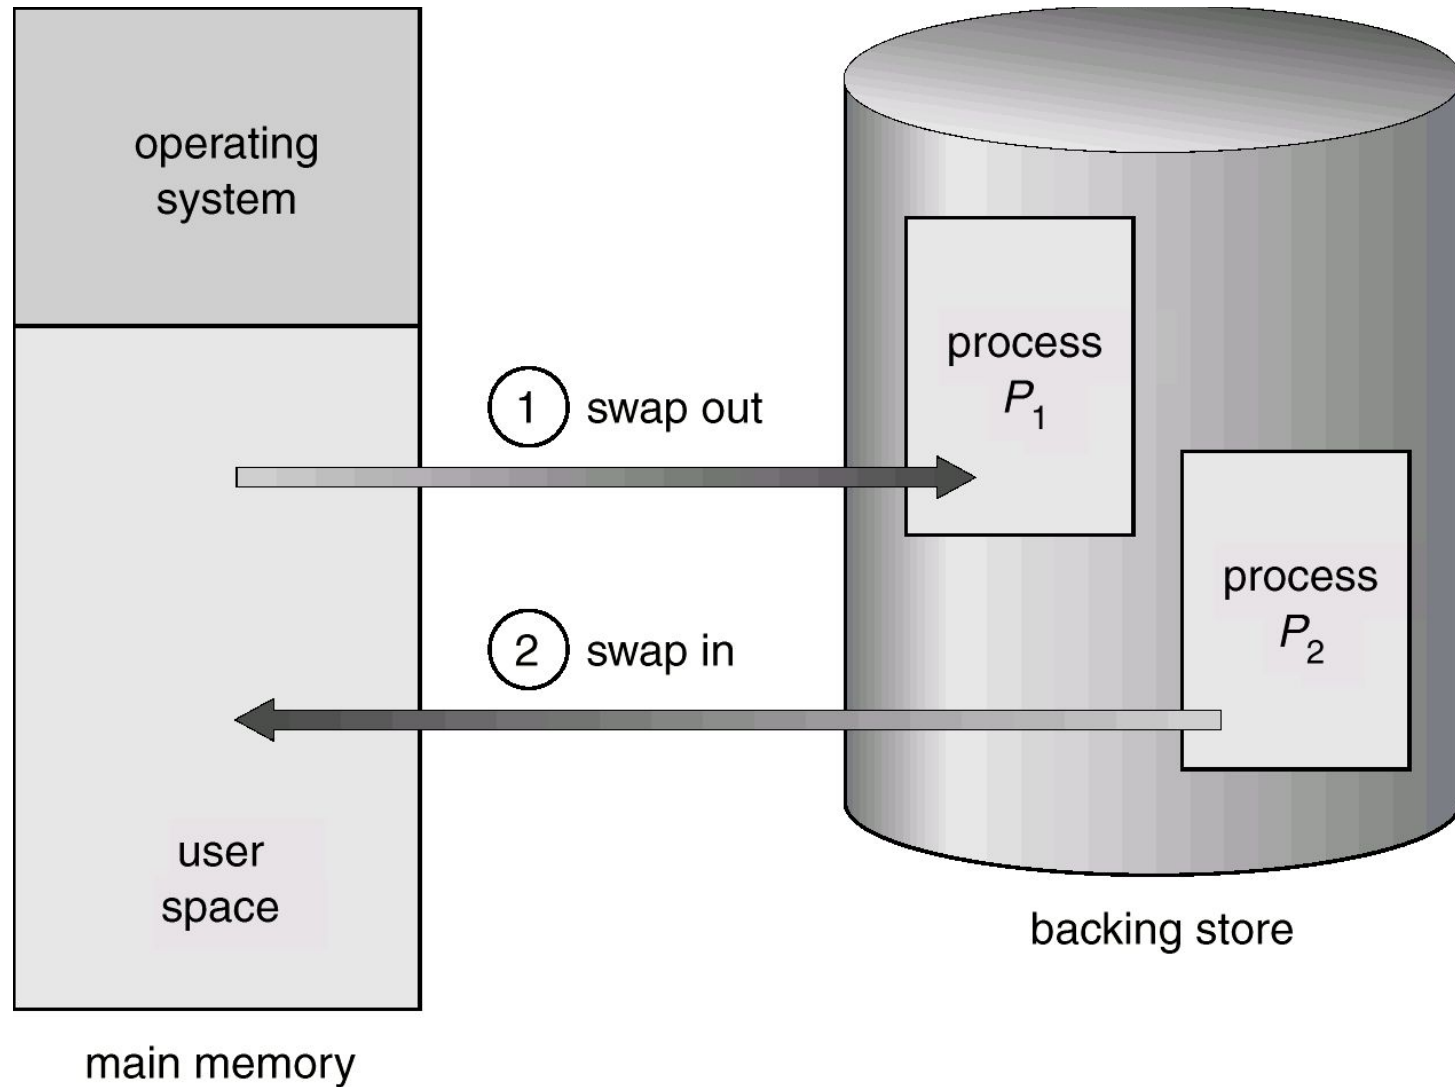 operating
system
process
P1
1 swap out
process
P2
2 swap in
user
space
backing store
main memory